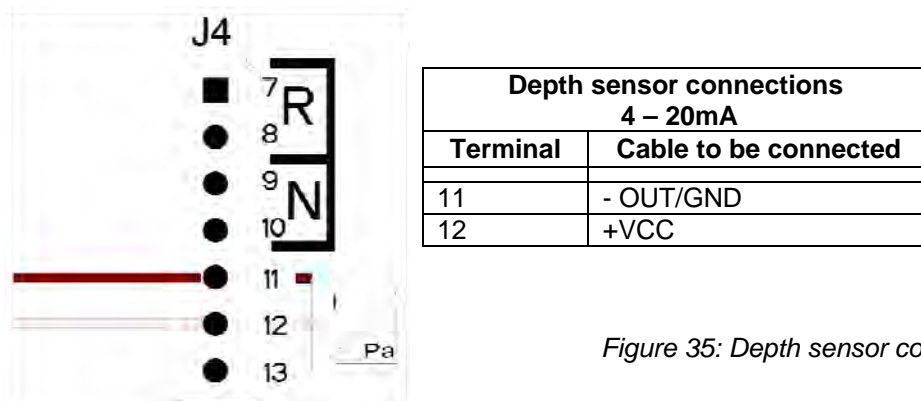 J4
7
R
8
9
N
10
11
12
13
Pa
Depth sensor connections
4 – 20mA
Terminal Cable to be connected
11 - OUT/GND
12 +VCC
Figure 35: Depth sensor co